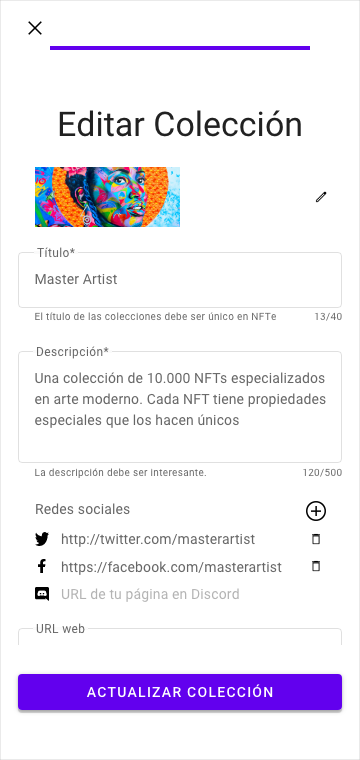 Editar Colección
Título*
Master Artist
El título de las colecciones debe ser único en NFTe
13/40
Descripción*
Una colección de 10.000 NFTs especializados
en arte moderno. Cada NFT tiene propiedades
especiales que los hacen únicos
La descripción debe ser interesante.
120/500
Redes sociales
http://twitter.com/masterartist
https://facebook.com/masterartist
URL de tu página en Discord
URL web
ACTUALIZAR COLECCIÓN